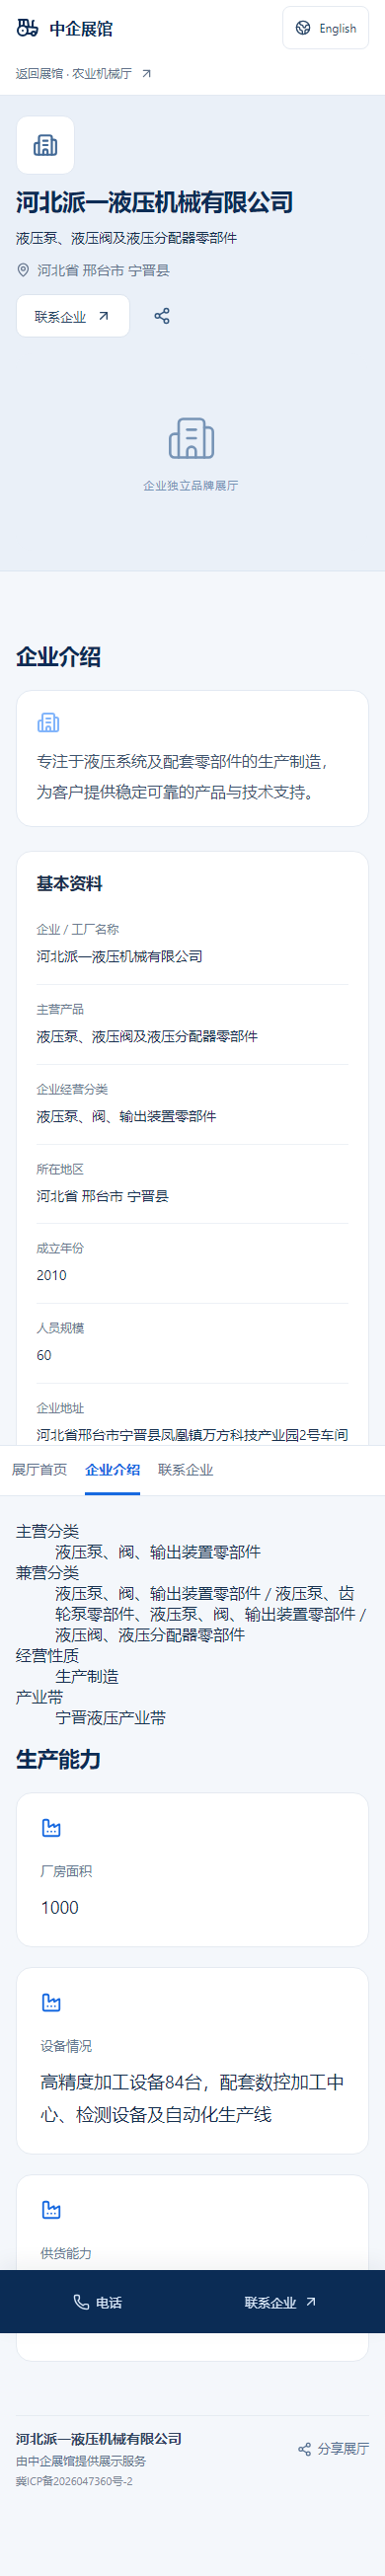 中企展馆
English
返回展馆 · 农业机械厅
河北派一液压机械有限公司
液压泵、液压阀及液压分配器零部件
河北省 邢台市 宁晋县
联系企业
企业独立品牌展厅
企业介绍
专注于液压系统及配套零部件的生产制造，
为客户提供稳定可靠的产品与技术支持。
基本资料
企业 / 工厂名称
河北派一液压机械有限公司
主营产品
液压泵、液压阀及液压分配器零部件
企业经营分类
液压泵、阀、输出装置零部件
所在地区
河北省 邢台市 宁晋县
成立年份
2010
人员规模
60
企业地址
河北省邢台市宁晋县凤凰镇万方科技产业园2号车间
展厅首页 企业介绍 联系企业
主营分类
液压泵、阀、输出装置零部件
兼营分类
液压泵、阀、输出装置零部件 / 液压泵、齿
轮泵零部件、液压泵、阀、输出装置零部件 /
液压阀、液压分配器零部件
经营性质
生产制造
产业带
宁晋液压产业带
生产能力
厂房面积
1000
设备情况
高精度加工设备84台，配套数控加工中
心、检测设备及自动化生产线
供货能力
电话 联系企业
河北派一液压机械有限公司
由中企展馆提供展示服务
冀ICP备2026047360号-2
分享展厅